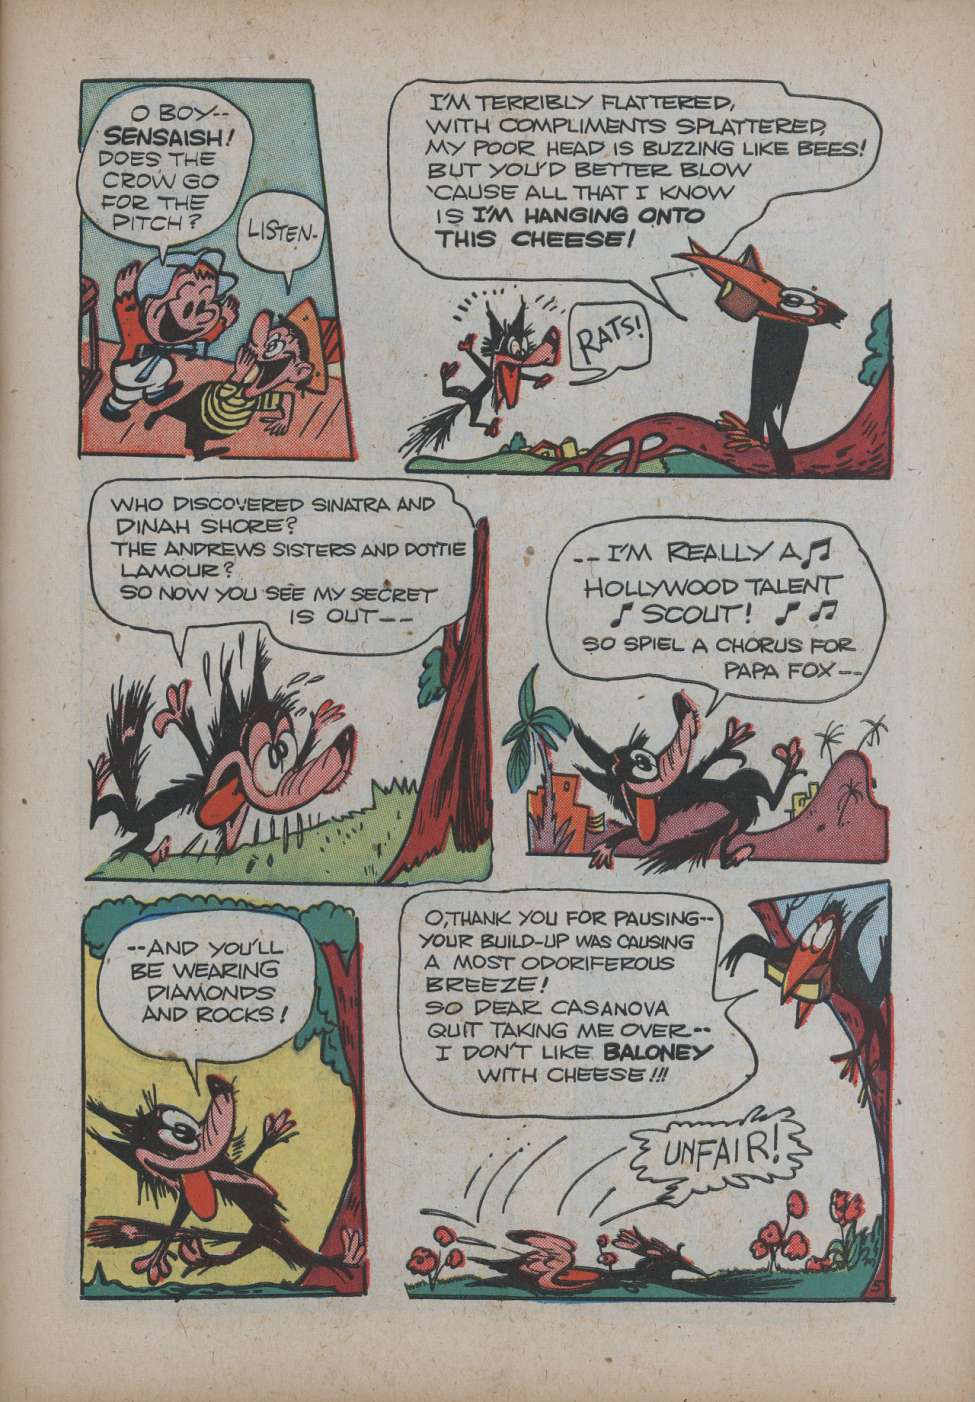 O BOY--
SENSAISH!
DOES THE
CROW GO
FOR THE
PITCH?
LISTEN-
I'M TERRIBLY FLATTERED,
WITH COMPLIMENTS SPLATTERED,
MY POOR HEAD IS BUZZING LIKE BEES!
BUT YOU'D BETTER BLOW
'CAUSE ALL THAT I KNOW
IS I'M HANGING ONTO
THIS CHEESE!
RATS!
WHO DISCOVERED SINATRA AND
DINAH SHORE?
THE ANDREWS SISTERS AND DOTTIE
LAMOUR?
SO NOW YOU SEE MY SECRET
IS OUT--
--I'M REALLY A
HOLLYWOOD TALENT
SCOUT!
SO SPIEL A CHORUS FOR
PAPA FOX--
--AND YOU'LL
BE WEARING
DIAMONDS
AND ROCKS!
O, THANK YOU FOR PAUSING--
YOUR BUILD-UP WAS CAUSING
A MOST ODORIFEROUS
BREEZE!
SO DEAR CASANOVA
QUIT TAKING ME OVER--
I DON'T LIKE BALONEY
WITH CHEESE!!!
UNFAIR!